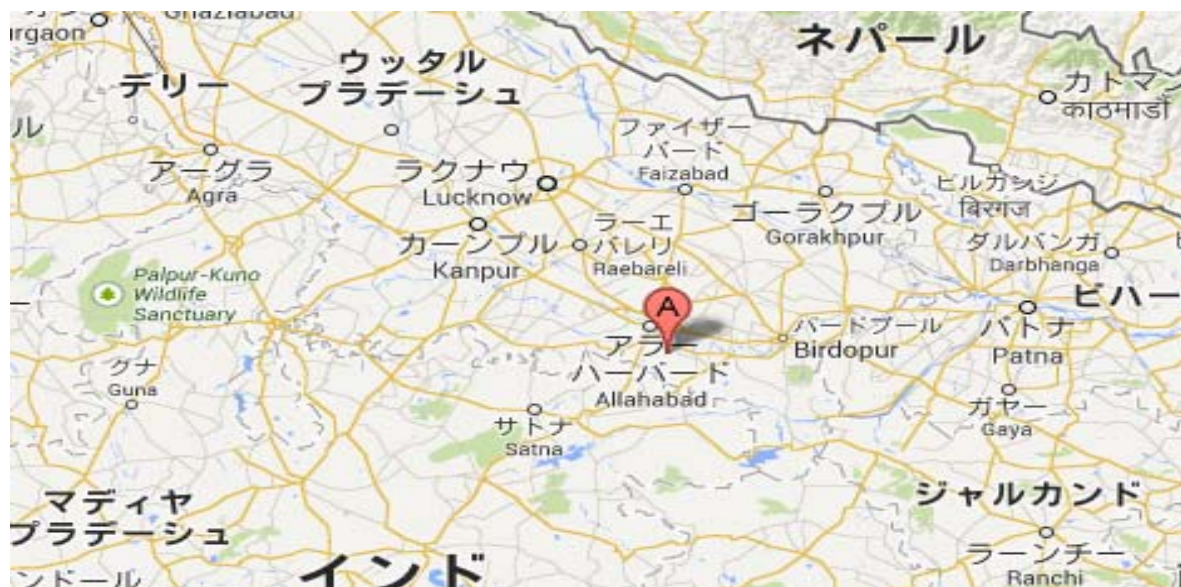 Ghaziabad
urgaon
デリー
ウッタル
プラデーシュ
ネパール
カトマン
काठमाडौं
ル
アーグラ
Agra
ラクナウ
Lucknow
ファイザー
バード
Faizabad
ゴーラクプル
Gorakhpur
ビルガンジ
बिरगंज
カーンプル
Kanpur
ラーエ
バレリ
Raebareli
ダルバンガ
Darbhanga
Palpur-Kuno
Wildlife
Sanctuary
A
ビハー
パトナ
Patna
バードプール
Birdopur
アラー
ハーバード
Allahabad
グナ
Guna
サトナ
Satna
ガヤー
Gaya
マディヤ
プラデーシュ
ジャルカンド
ラーンチー
Ranchi
インド
ンドール